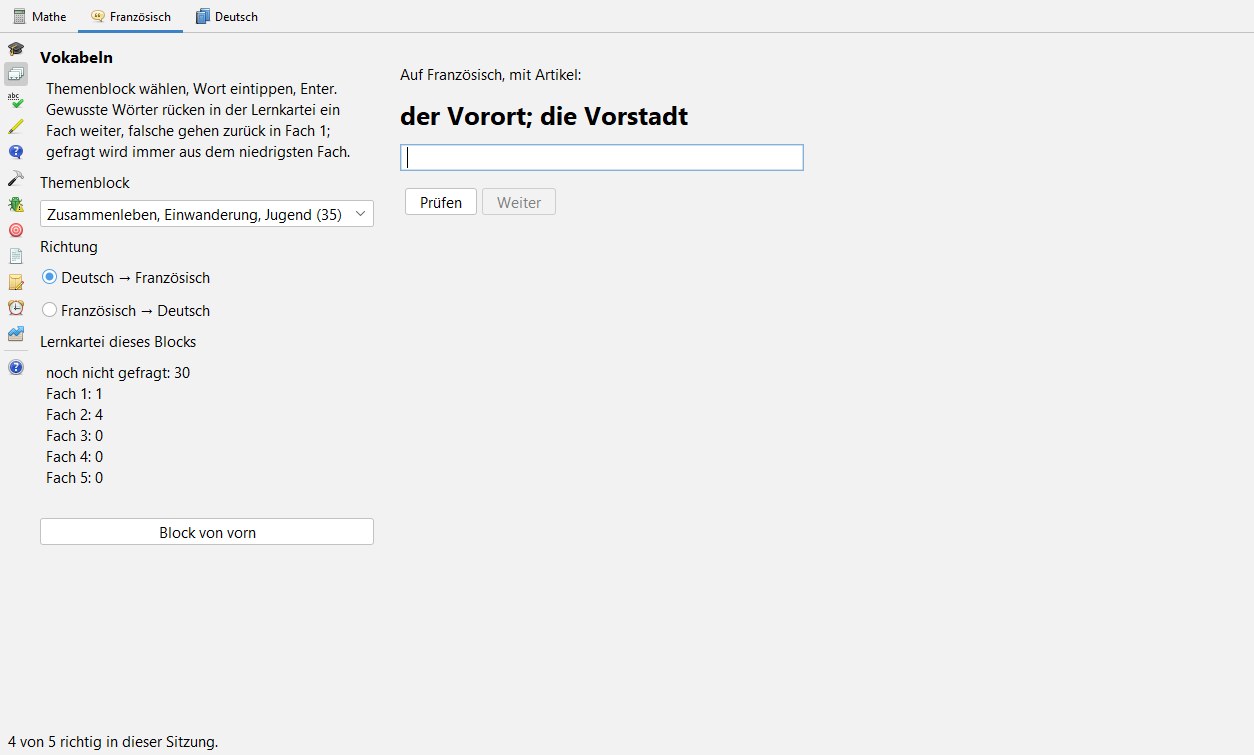 Mathe
Französisch
Deutsch
Vokabeln
Themenblock wählen, Wort eintippen, Enter.
Gewusste Wörter rücken in der Lernkartei ein
Fach weiter, falsche gehen zurück in Fach 1;
gefragt wird immer aus dem niedrigsten Fach.
Themenblock
Zusammenleben, Einwanderung, Jugend (35)
Richtung
Deutsch → Französisch
Französisch → Deutsch
Lernkartei dieses Blocks
noch nicht gefragt: 30
Fach 1: 1
Fach 2: 4
Fach 3: 0
Fach 4: 0
Fach 5: 0
Block von vorn
Auf Französisch, mit Artikel:
der Vorort; die Vorstadt
Prüfen
Weiter
4 von 5 richtig in dieser Sitzung.